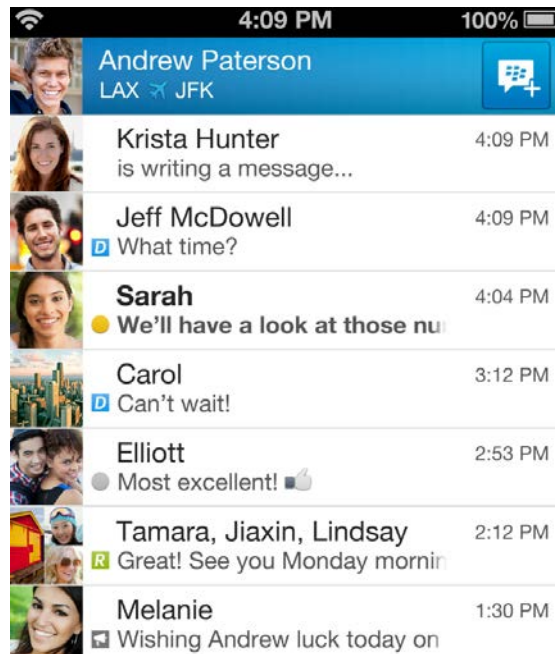 4:09 PM 100%
Andrew Paterson
LAX JFK
Krista Hunter 4:09 PM
is writing a message...
Jeff McDowell 4:09 PM
D What time?
Sarah 4:04 PM
We'll have a look at those nu
Carol 3:12 PM
D Can't wait!
Elliott 2:53 PM
Most excellent!
Tamara, Jiaxin, Lindsay 2:12 PM
R Great! See you Monday mornin
Melanie 1:30 PM
Wishing Andrew luck today on